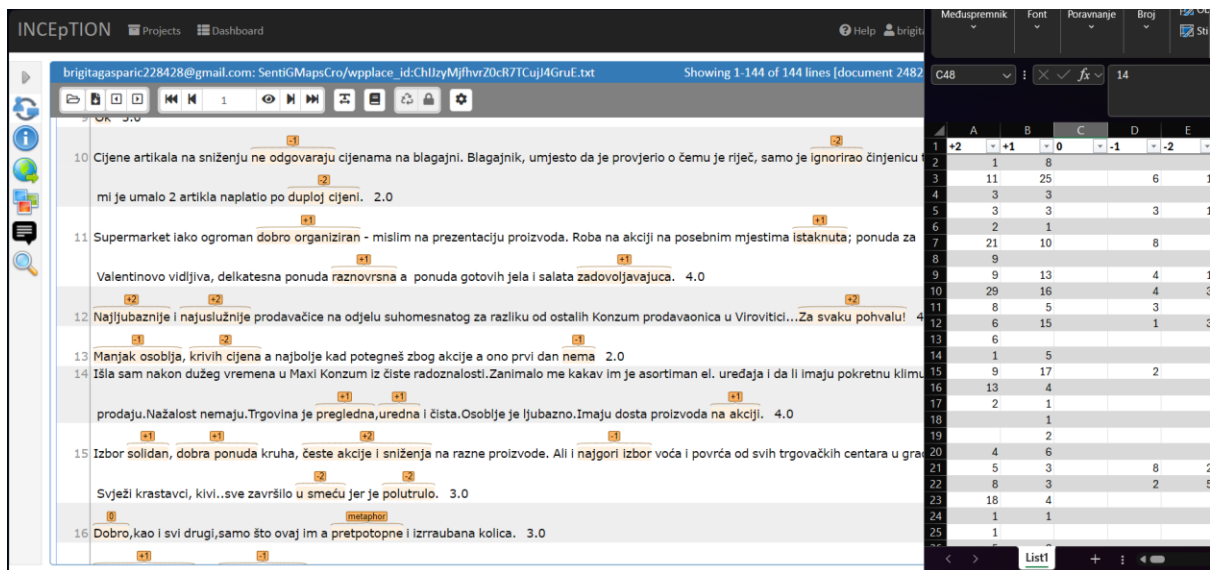 INCEpTION Projects Dashboard Help brigita
brigitagasparic228428@gmail.com: SentiGMapsCro/wpplace_id:ChIJzyMjfhvrZ0cR7TCujJ4GruE.txt Showing 1-144 of 144 lines [document 2482
1
9 Ok 5.0
-1 -2
10 Cijene artikala na sniženju ne odgovaraju cijenama na blagajni. Blagajnik, umjesto da je provjerio o čemu je riječ, samo je ignorirao činjenicu
-2
mi je umalo 2 artikla naplatio po duploj cijeni. 2.0
+1 +1
11 Supermarket iako ogroman dobro organiziran - mislim na prezentaciju proizvoda. Roba na akciji na posebnim mjestima istaknuta; ponuda za
+1 +1
Valentinovo vidljiva, delkatesna ponuda raznovrsna a ponuda gotovih jela i salata zadovoljavajuca. 4.0
+2 +2 +2
12 Najljubaznije i najuslužnije prodavačice na odjelu suhomesnatog za razliku od ostalih Konzum prodavaonica u Virovitici...Za svaku pohvalu! 4
-1 -2 -1
13 Manjak osoblja, krivih cijena a najbolje kad potegneš zbog akcije a ono prvi dan nema 2.0
14 Išla sam nakon dužeg vremena u Maxi Konzum iz čiste radoznalosti.Zanimalo me kakav im je asortiman el. uređaja i da li imaju pokretnu klimu
+1 +1 +1
prodaju.Nažalost nemaju.Trgovina je pregledna,uredna i čista.Osoblje je ljubazno.Imaju dosta proizvoda na akciji. 4.0
+1 +1 +2 -1
15 Izbor solidan, dobra ponuda kruha, česte akcije i sniženja na razne proizvode. Ali i najgori izbor voća i povrća od svih trgovačkih centara u
-2 -2
Svježi krastavci, kivi..sve završilo u smeću jer je polutrulo. 3.0
0 metaphor
16 Dobro,kao i svi drugi,samo što ovaj im a pretpotopne i izrraubana kolica. 3.0
+1 -1
Međuspremnik Font Poravnanje Broj
Sti
C48 fx 14
A B C D E
1 +2 +1 0 -1 -2
2 1 8
3 11 25 6 1
4 3 3
5 3 3 3 1
6 2 1
7 21 10 8
8 9
9 9 13 4 1
10 29 16 4 3
11 8 5 3
12 6 15 1 3
13 6
14 1 5
15 9 17 2
16 13 4
17 2 1
18 1
19 2
20 4 6
21 5 3 8 2
22 8 3 2 5
23 18 4
24 1 1
25 1
List1